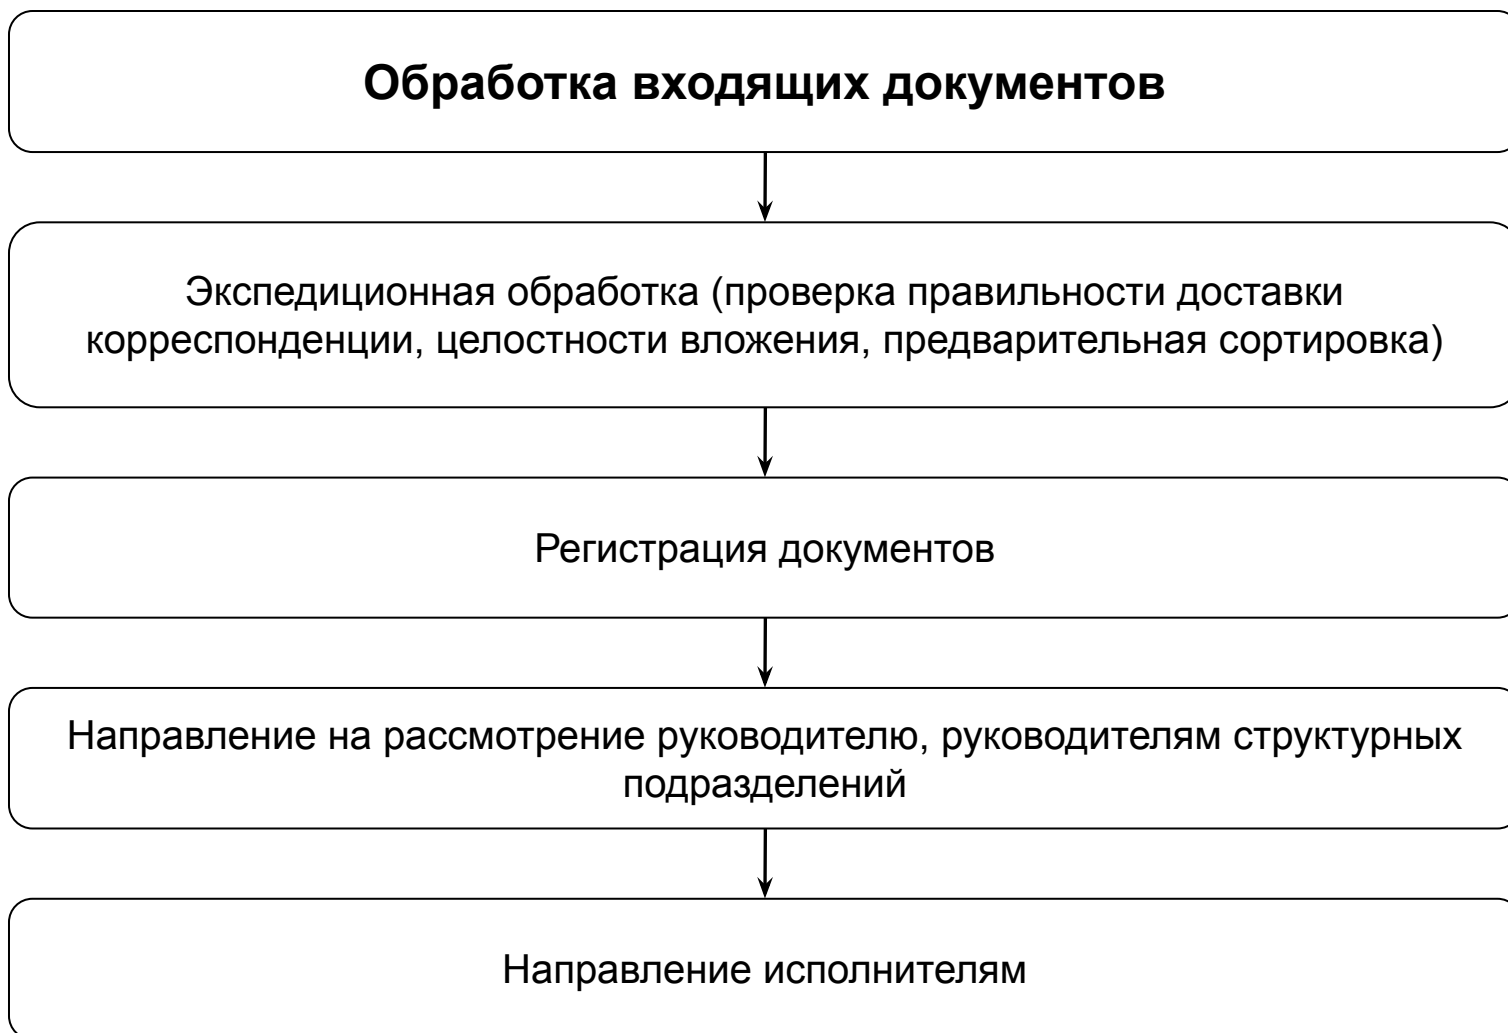 Обработка входящих документов
Экспедиционная обработка (проверка правильности доставки
корреспонденции, целостности вложения, предварительная сортировка)
Регистрация документов
Направление на рассмотрение руководителю, руководителям структурных
подразделений
Направление исполнителям